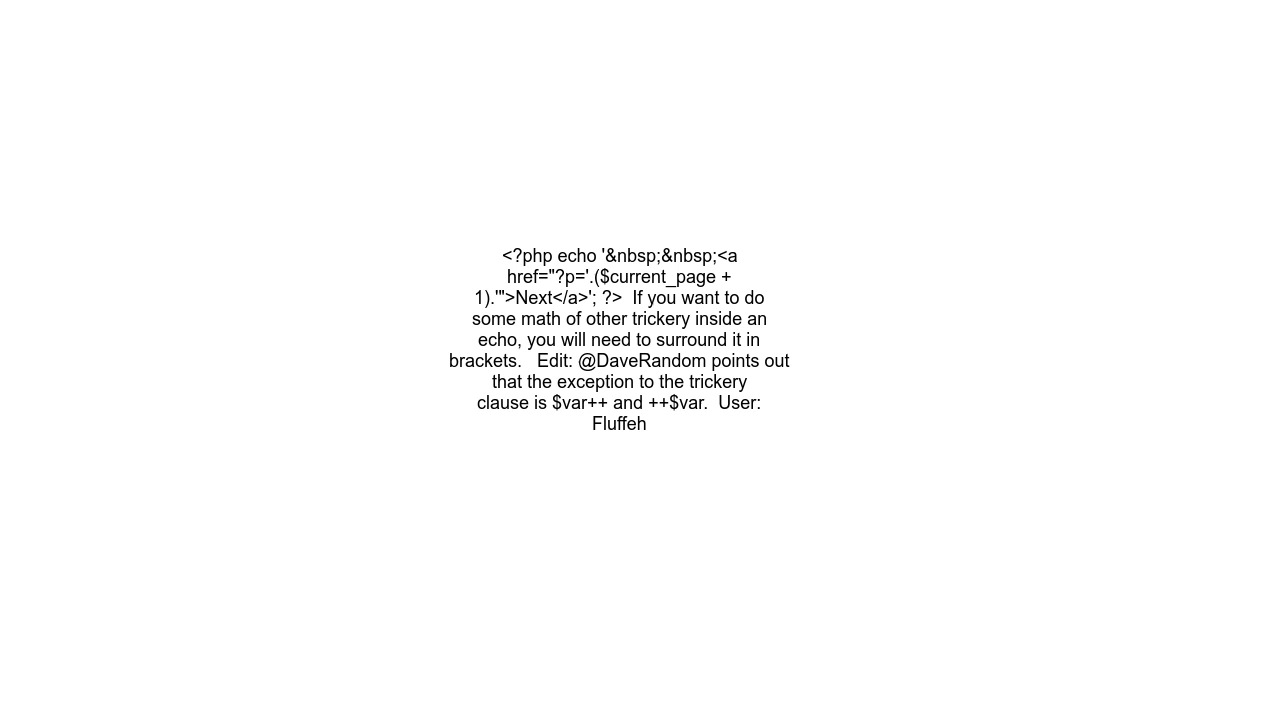 <?php echo '&nbsp;&nbsp;<a
href="?p='.($current_page +
1).'">Next</a>'; ?>  If you want to do
some math of other trickery inside an
echo, you will need to surround it in
brackets.   Edit: @DaveRandom points out
that the exception to the trickery
clause is $var++ and ++$var.  User:
Fluffeh